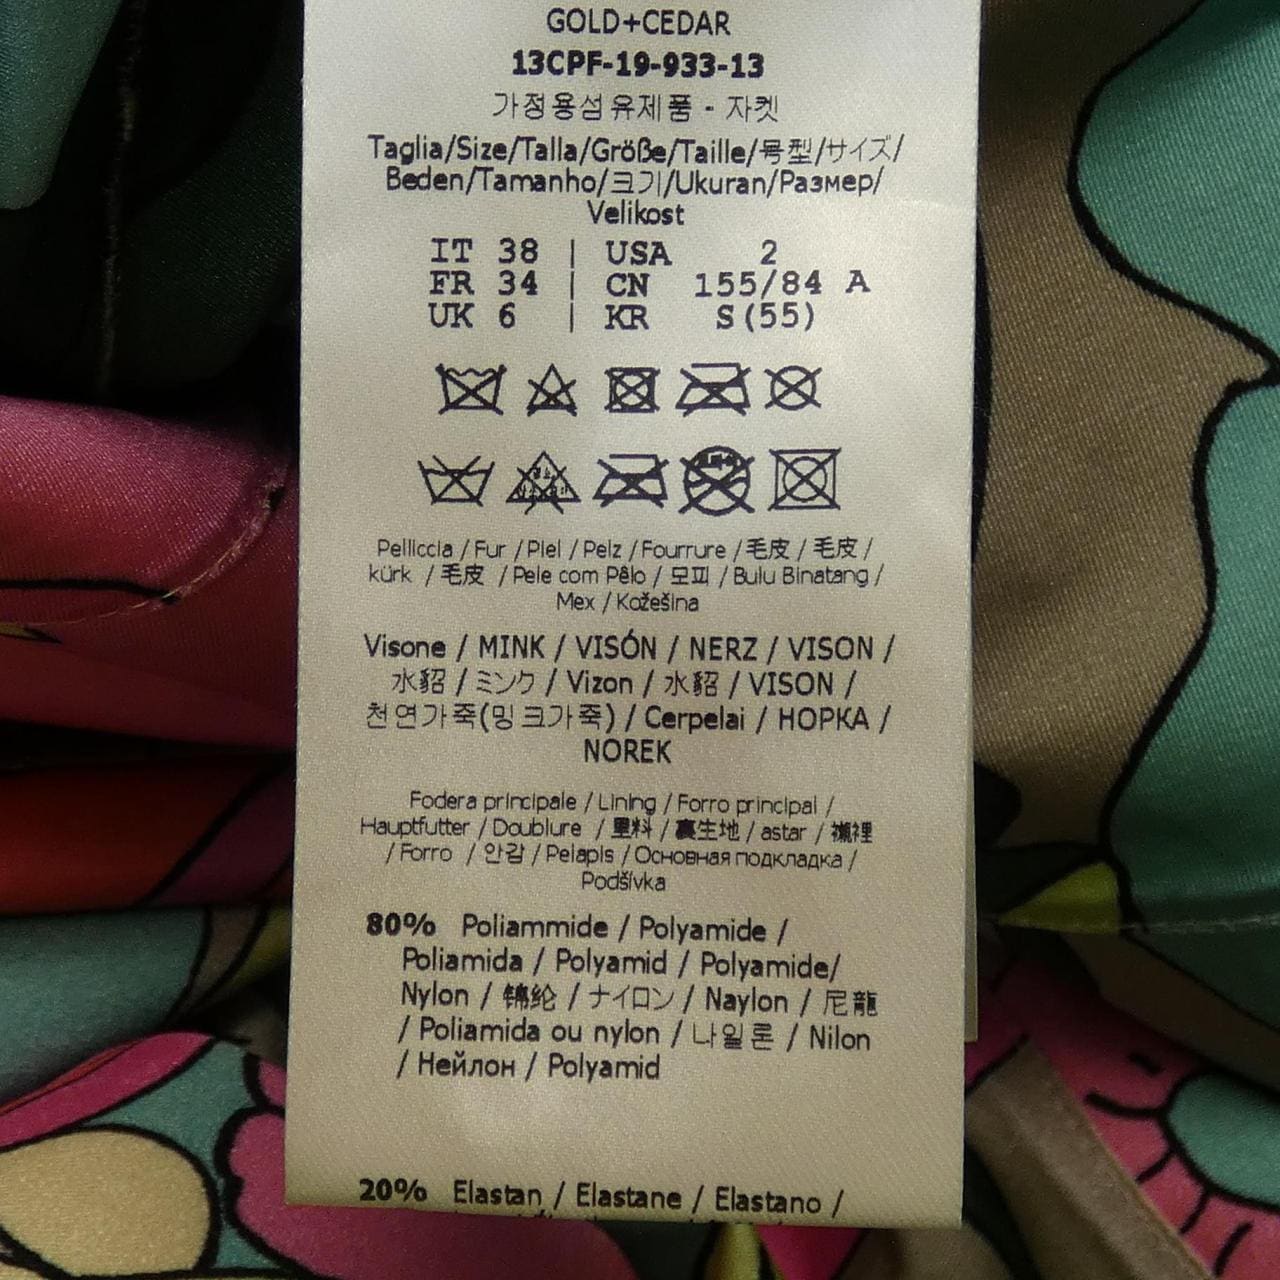 GOLD+CEDAR
13CPF-19-933-13
가정용섬유제품 - 자켓
Taglia/Size/Talla/Größe/Taille/号型/サイズ/
Beden/Tamanho/크기/Ukuran/Размер/
Velikost
IT 38 | USA 2
FR 34 | CN 155/84 A
UK 6 | KR S(55)
Pelliccia / Fur / Piel / Pelz / Fourrure / 毛皮 / 毛皮 /
kürk / 毛皮 / Pele com Pêlo / 모피 / Bulu Binatang /
Mex / Kožešina
Visone / MINK / VISÓN / NERZ / VISON /
水貂 / ミンク / Vizon / 水貂 / VISON /
천연가죽(밍크가죽) / Cerpelai / НОРКА /
NOREK
Fodera principale / Lining / Forro principal /
Hauptfutter / Doublure / 里料 / 裏生地 / astar / 襯裡
/ Forro / 안감 / Pelapis / Основная подкладка /
Podšívka
80% Poliammide / Polyamide /
Poliamida / Polyamid / Polyamide/
Nylon / 锦纶 / ナイロン / Naylon / 尼龍
/ Poliamida ou nylon / 나일론 / Nilon
/ Нейлон / Polyamid
20% Elastan / Elastane / Elastano /